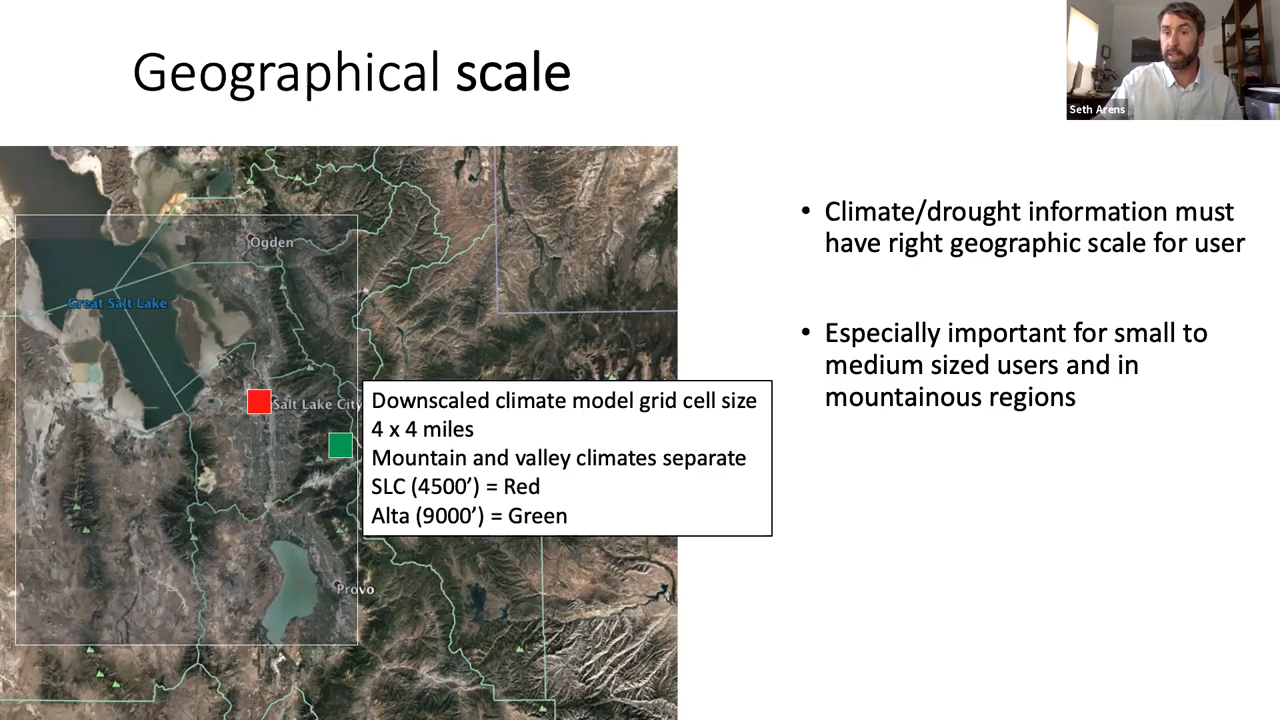 Geographical scale
Seth Arens
• Climate/drought information must
have right geographic scale for user
• Especially important for small to
medium sized users and in
mountainous regions
Ogden
Great Salt Lake
Salt Lake City
Downscaled climate model grid cell size
4 x 4 miles
Mountain and valley climates separate
SLC (4500’) = Red
Alta (9000’) = Green
Provo